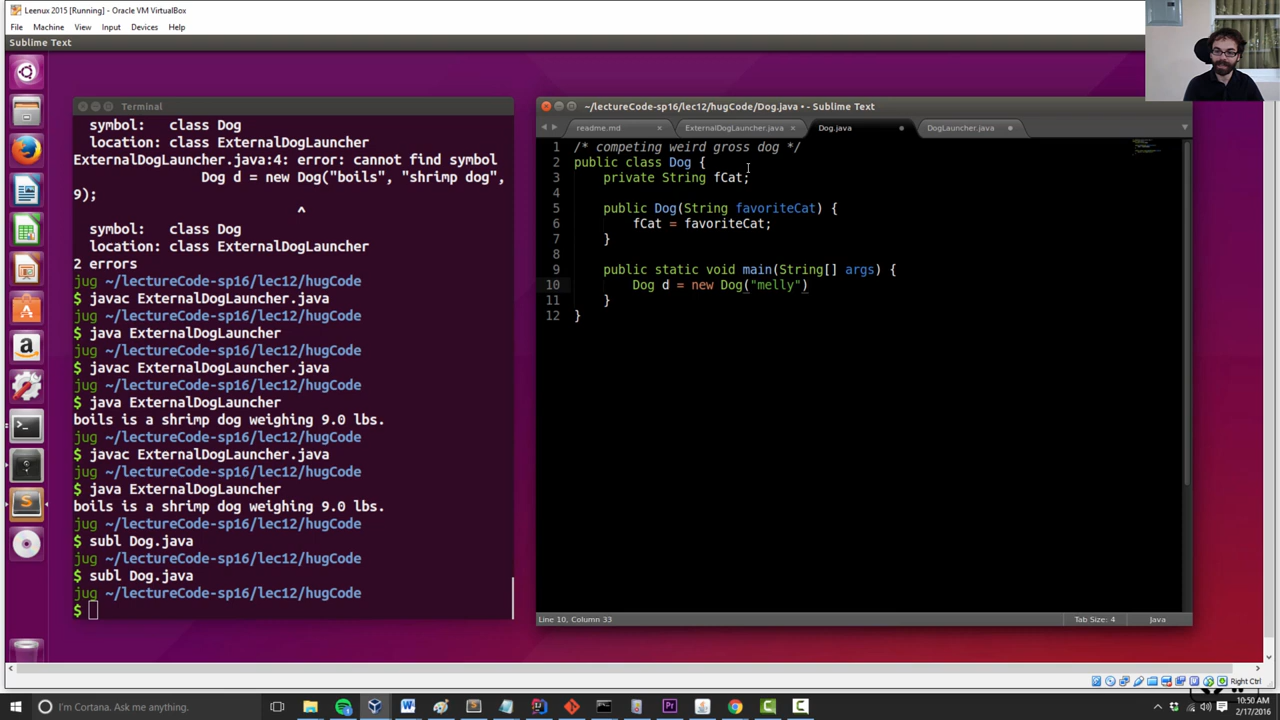 Leenux 2015 [Running] - Oracle VM VirtualBox
File Machine View Input Devices Help
Sublime Text
Terminal
symbol: class Dog
location: class ExternalDogLauncher
ExternalDogLauncher.java:4: error: cannot find symbol
Dog d = new Dog("boils", "shrimp dog",
9);
^
symbol: class Dog
location: class ExternalDogLauncher
2 errors
jug ~/lectureCode-sp16/lec12/hugCode
$ javac ExternalDogLauncher.java
jug ~/lectureCode-sp16/lec12/hugCode
$ java ExternalDogLauncher
jug ~/lectureCode-sp16/lec12/hugCode
$ javac ExternalDogLauncher.java
jug ~/lectureCode-sp16/lec12/hugCode
$ java ExternalDogLauncher
boils is a shrimp dog weighing 9.0 lbs.
jug ~/lectureCode-sp16/lec12/hugCode
$ javac ExternalDogLauncher.java
jug ~/lectureCode-sp16/lec12/hugCode
$ java ExternalDogLauncher
boils is a shrimp dog weighing 9.0 lbs.
jug ~/lectureCode-sp16/lec12/hugCode
$ subl Dog.java
jug ~/lectureCode-sp16/lec12/hugCode
$ subl Dog.java
jug ~/lectureCode-sp16/lec12/hugCode
$
~/lectureCode-sp16/lec12/hugCode/Dog.java • - Sublime Text
readme.md ExternalDogLauncher.java Dog.java DogLauncher.java
1 /* competing weird gross dog */
2 public class Dog {
3 private String fCat;
4
5 public Dog(String favoriteCat) {
6 fCat = favoriteCat;
7 }
8
9 public static void main(String[] args) {
10 Dog d = new Dog("melly")
11 }
12 }
Line 10, Column 33 Tab Size: 4 Java
Right Ctrl
I'm Cortana. Ask me anything.
10:50 AM
2/17/2016